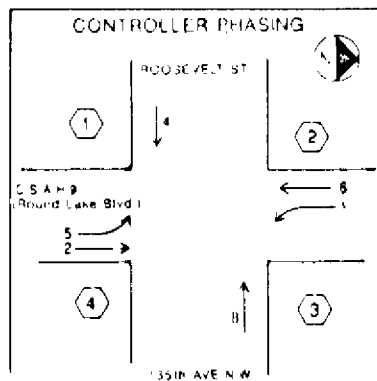 CONTROLLER PHASING
ROOSEVELT ST.
1
4
2
C S A H 9
(Round Lake Blvd.)
6
5
2
4
8
3
135TH AVE N.W.